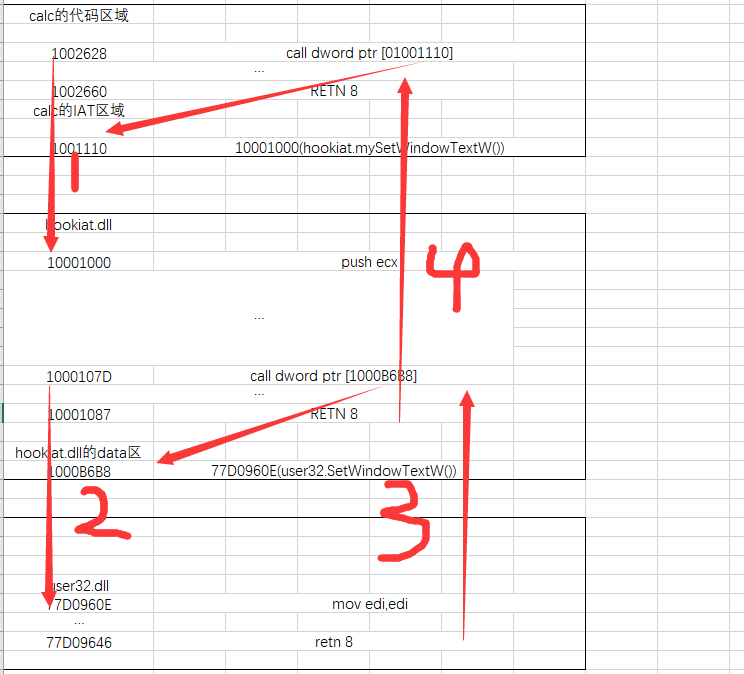 calc的代码区域
1002628 call dword ptr [01001110]
...
1002660 RETN 8
calc的IAT区域
1001110 10001000(hookiat.mySetWindowTextW())
1
hookiat.dll
10001000 push ecx
4
...
1000107D call dword ptr [1000B6B8]
...
10001087 RETN 8
hookiat.dll的data区
1000B6B8 77D0960E(user32.SetWindowTextW())
2
3
user32.dll
77D0960E mov edi,edi
...
77D09646 retn 8